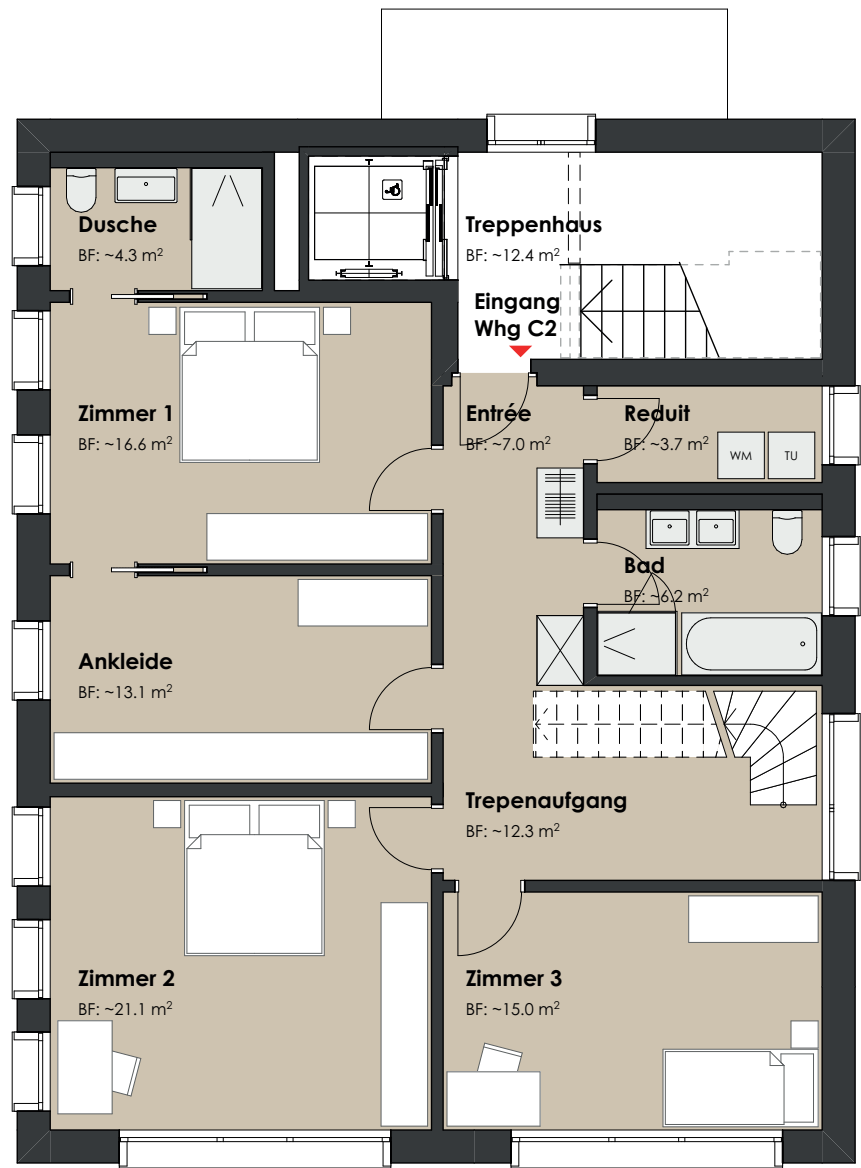 Dusche
BF: ~4.3 m²
Treppenhaus
BF: ~12.4 m²
Eingang
Whg C2
Zimmer 1
BF: ~16.6 m²
Entrée
BF: ~7.0 m²
Reduit
BF: ~3.7 m²
WM
TU
Bad
BF: ~6.2 m²
Ankleide
BF: ~13.1 m²
Trepenaufgang
BF: ~12.3 m²
Zimmer 2
BF: ~21.1 m²
Zimmer 3
BF: ~15.0 m²